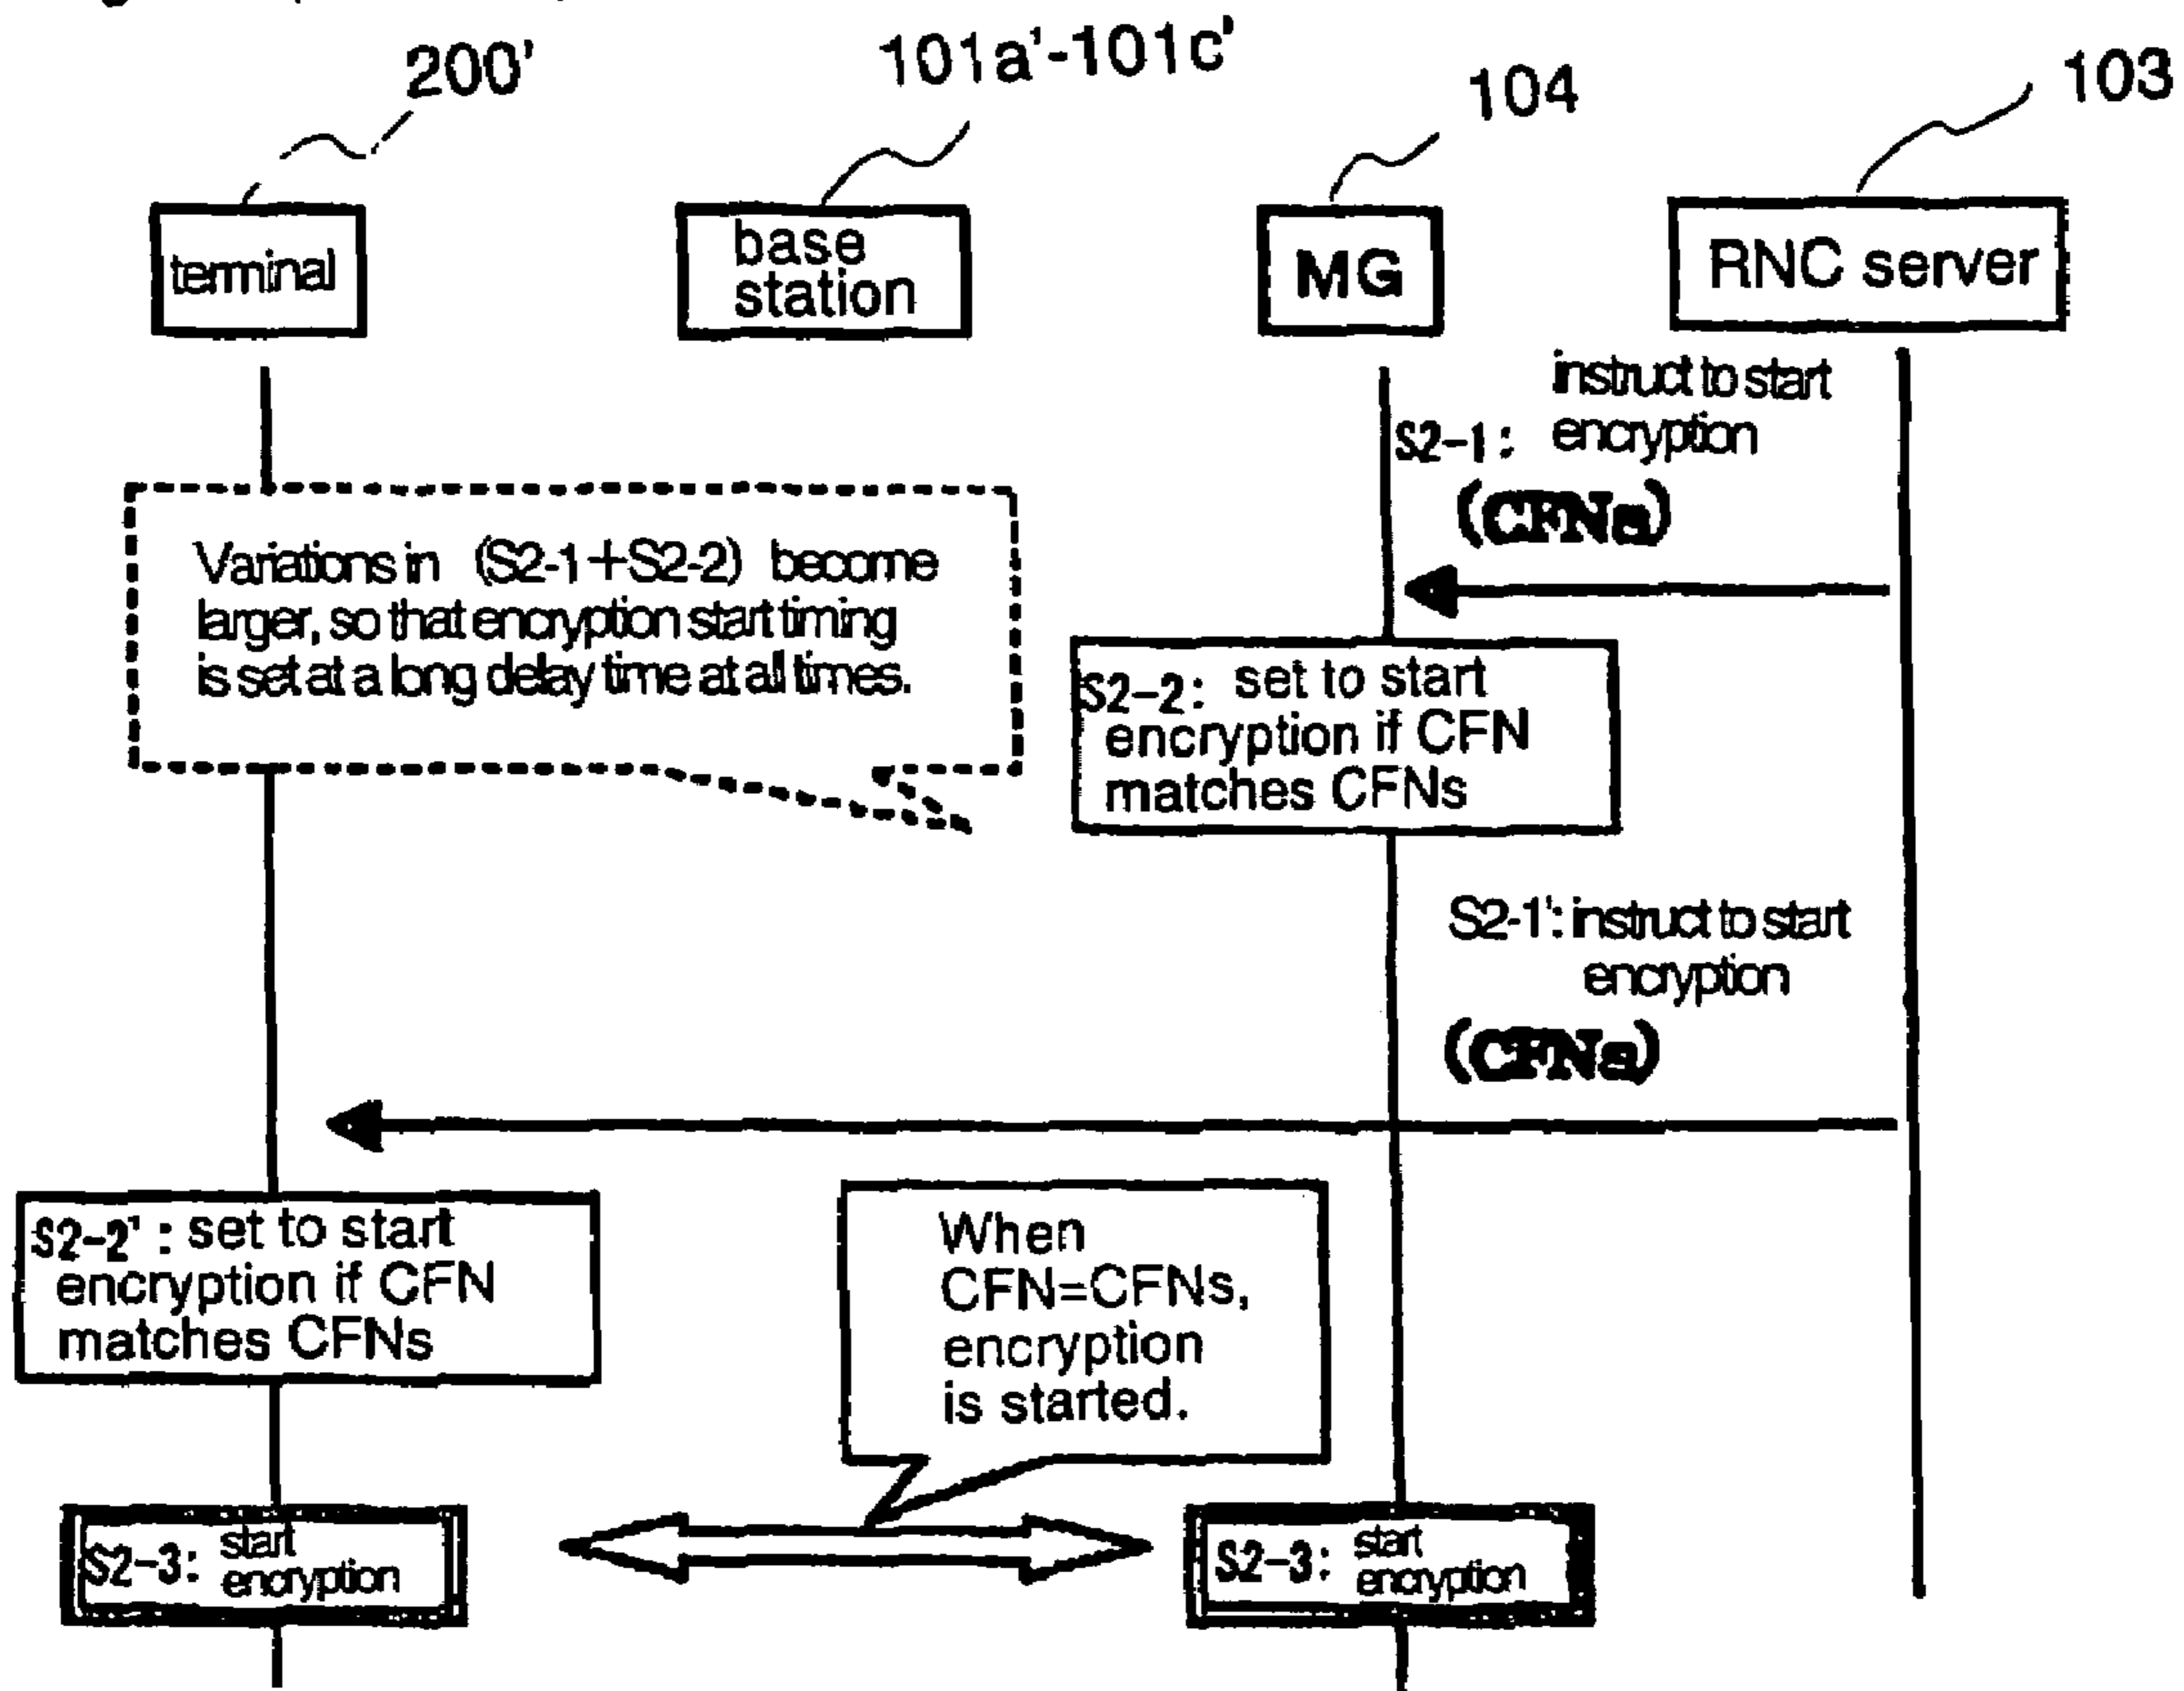 200'
101a'-101c'
104
103
terminal
base
station
MG
RNC server
S2-1: instruct to start
encryption
(CFNs)
Variations in (S2-1+S2-2) become
larger, so that encryption start timing
is set at a long delay time at all times.
S2-2: set to start
encryption if CFN
matches CFNs
S2-1': instruct to start
encryption
(CFNs)
S2-2': set to start
encryption if CFN
matches CFNs
When
CFN=CFNs,
encryption
is started.
S2-3: start
encryption
S2-3: start
encryption